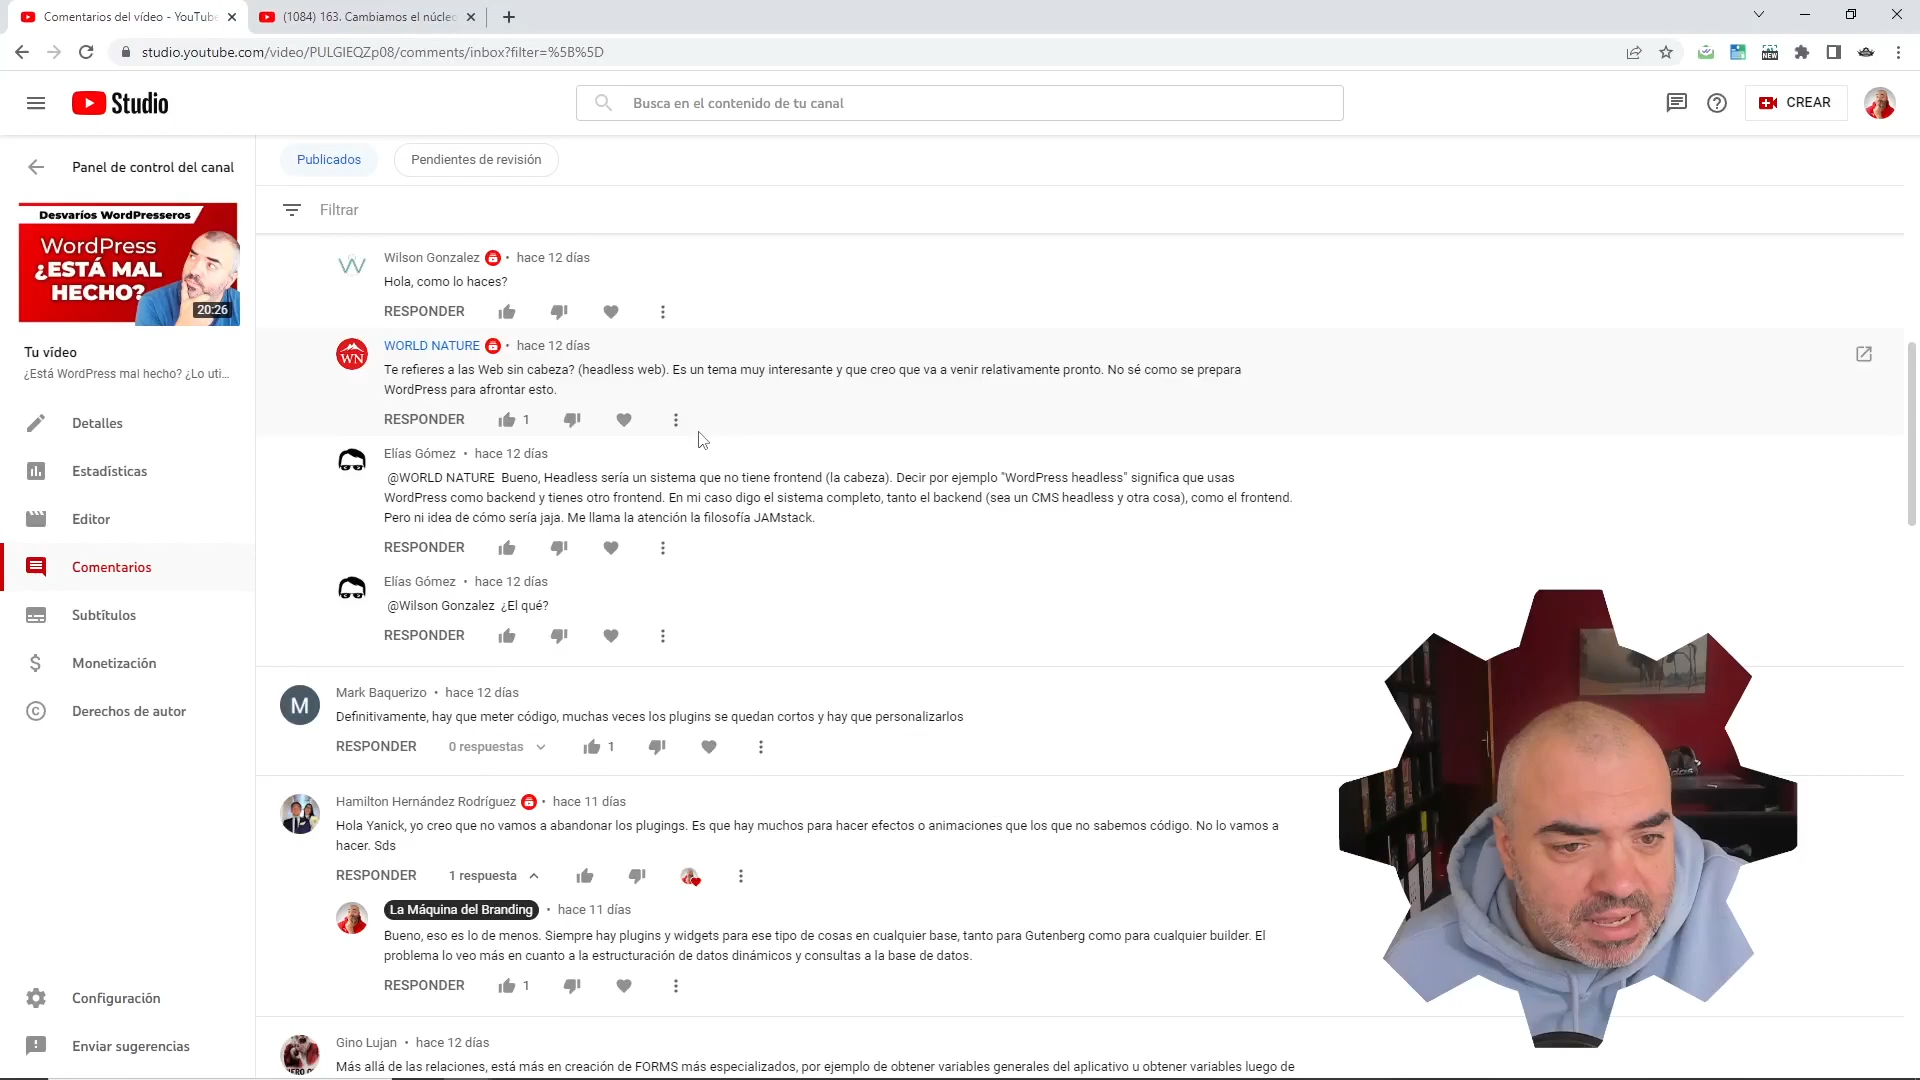 Comentarios del vídeo - YouTube
(1084) 163. Cambiamos el núcleo
studio.youtube.com/video/PULGIEQZp08/comments/inbox?filter=%5B%5D
Studio
Busca en el contenido de tu canal
CREAR
Panel de control del canal
Publicados
Pendientes de revisión
Filtrar
Desvaríos WordPresseros
WordPress
¿ESTÁ MAL
HECHO?
20:26
Tu vídeo
¿Está WordPress mal hecho? ¿Lo uti...
Detalles
Estadísticas
Editor
Comentarios
Subtítulos
Monetización
Derechos de autor
Configuración
Enviar sugerencias
Wilson Gonzalez • hace 12 días
Hola, como lo haces?
RESPONDER
WN
WORLD NATURE • hace 12 días
Te refieres a las Web sin cabeza? (headless web). Es un tema muy interesante y que creo que va a venir relativamente pronto. No sé como se prepara
WordPress para afrontar esto.
RESPONDER 1
Elías Gómez • hace 12 días
@WORLD NATURE Bueno, Headless sería un sistema que no tiene frontend (la cabeza). Decir por ejemplo "WordPress headless" significa que usas
WordPress como backend y tienes otro frontend. En mi caso digo el sistema completo, tanto el backend (sea un CMS headless y otra cosa), como el frontend.
Pero ni idea de cómo sería jaja. Me llama la atención la filosofía JAMstack.
RESPONDER
Elías Gómez • hace 12 días
@Wilson Gonzalez ¿El qué?
RESPONDER
M
Mark Baquerizo • hace 12 días
Definitivamente, hay que meter código, muchas veces los plugins se quedan cortos y hay que personalizarlos
RESPONDER 0 respuestas 1
Hamilton Hernández Rodríguez • hace 11 días
Hola Yanick, yo creo que no vamos a abandonar los plugings. Es que hay muchos para hacer efectos o animaciones que los que no sabemos código. No lo vamos a
hacer. Sds
RESPONDER 1 respuesta
La Máquina del Branding • hace 11 días
Bueno, eso es lo de menos. Siempre hay plugins y widgets para ese tipo de cosas en cualquier base, tanto para Gutenberg como para cualquier builder. El
problema lo veo más en cuanto a la estructuración de datos dinámicos y consultas a la base de datos.
RESPONDER 1
Gino Lujan • hace 12 días
Más allá de las relaciones, está más en creación de FORMS más especializados, por ejemplo de obtener variables generales del aplicativo u obtener variables luego de